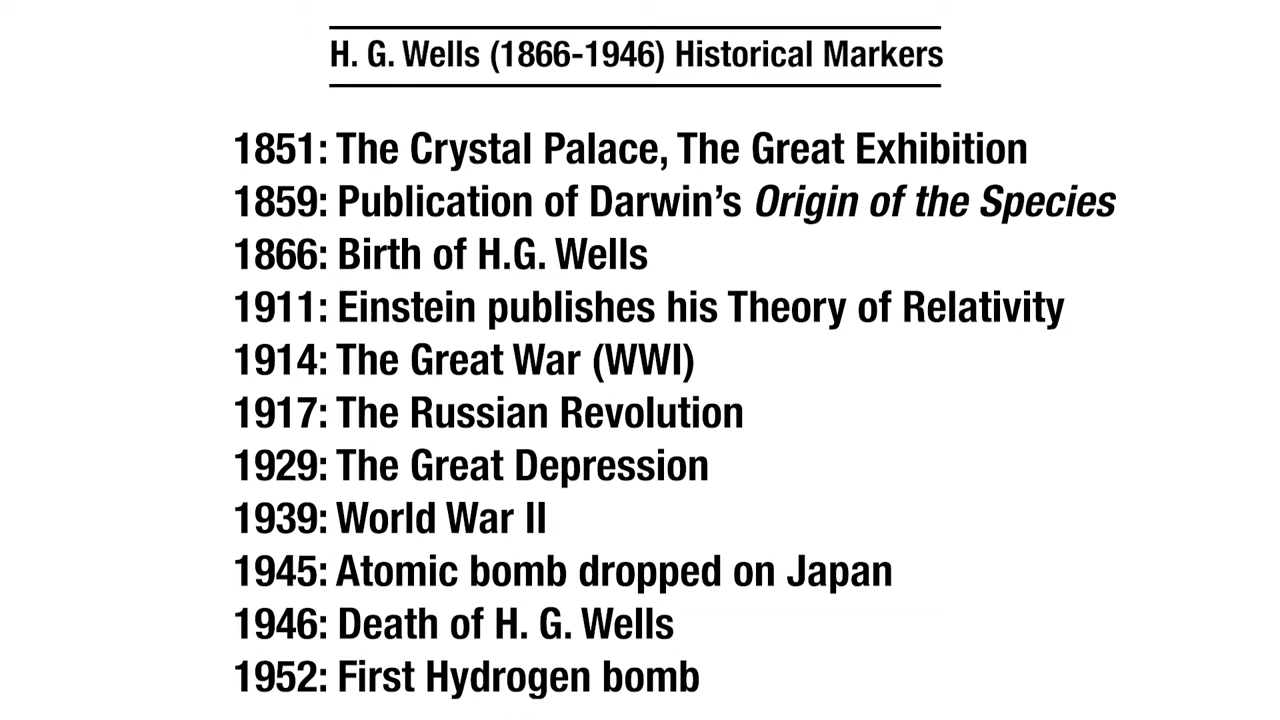 H. G. Wells (1866-1946) Historical Markers
1851: The Crystal Palace, The Great Exhibition
1859: Publication of Darwin’s Origin of the Species
1866: Birth of H.G. Wells
1911: Einstein publishes his Theory of Relativity
1914: The Great War (WWI)
1917: The Russian Revolution
1929: The Great Depression
1939: World War II
1945: Atomic bomb dropped on Japan
1946: Death of H. G. Wells
1952: First Hydrogen bomb